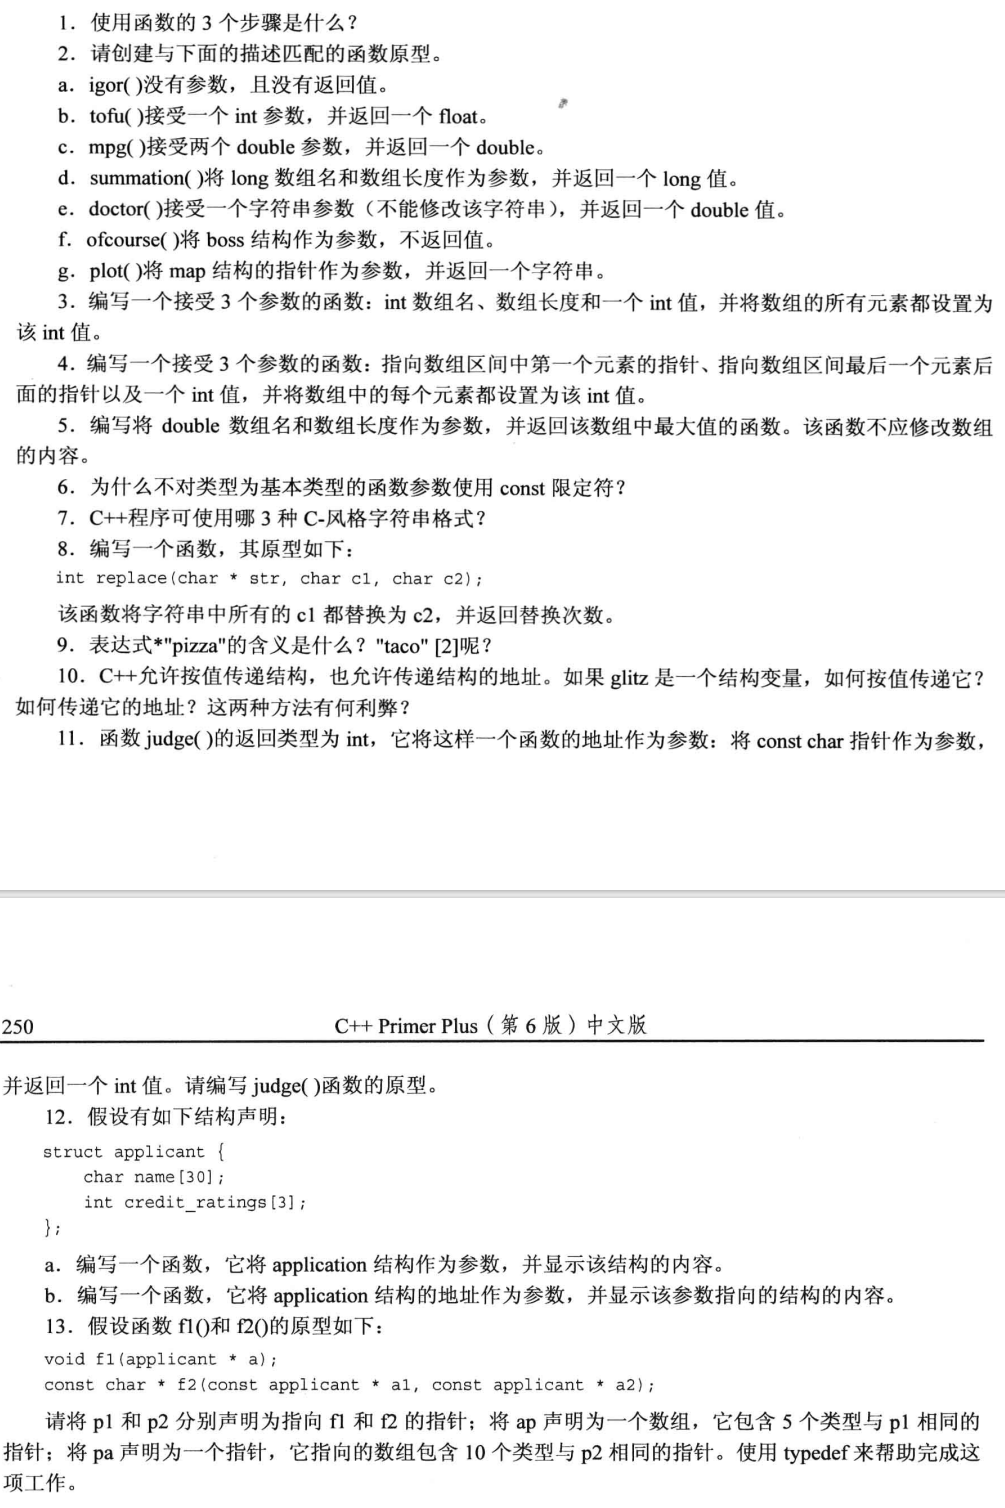 1．使用函数的 3 个步骤是什么？
2．请创建与下面的描述匹配的函数原型。
a．igor( )没有参数，且没有返回值。
b．tofu( )接受一个 int 参数，并返回一个 float。
c．mpg( )接受两个 double 参数，并返回一个 double。
d．summation( )将 long 数组名和数组长度作为参数，并返回一个 long 值。
e．doctor( )接受一个字符串参数（不能修改该字符串），并返回一个 double 值。
f．ofcourse( )将 boss 结构作为参数，不返回值。
g．plot( )将 map 结构的指针作为参数，并返回一个字符串。
3．编写一个接受 3 个参数的函数：int 数组名、数组长度和一个 int 值，并将数组的所有元素都设置为
该 int 值。
4．编写一个接受 3 个参数的函数：指向数组区间中第一个元素的指针、指向数组区间最后一个元素后
面的指针以及一个 int 值，并将数组中的每个元素都设置为该 int 值。
5．编写将 double 数组名和数组长度作为参数，并返回该数组中最大值的函数。该函数不应修改数组
的内容。
6．为什么不对类型为基本类型的函数参数使用 const 限定符？
7．C++程序可使用哪 3 种 C-风格字符串格式？
8．编写一个函数，其原型如下：
int replace(char * str, char c1, char c2);
该函数将字符串中所有的 c1 都替换为 c2，并返回替换次数。
9．表达式*"pizza"的含义是什么？"taco" [2]呢？
10．C++允许按值传递结构，也允许传递结构的地址。如果 glitz 是一个结构变量，如何按值传递它？
如何传递它的地址？这两种方法有何利弊？
11．函数 judge( )的返回类型为 int，它将这样一个函数的地址作为参数：将 const char 指针作为参数，
250
C++ Primer Plus（第 6 版）中文版
并返回一个 int 值。请编写 judge( )函数的原型。
12．假设有如下结构声明：
struct applicant {
    char name[30];
    int credit_ratings[3];
};
a．编写一个函数，它将 application 结构作为参数，并显示该结构的内容。
b．编写一个函数，它将 application 结构的地址作为参数，并显示该参数指向的结构的内容。
13．假设函数 f1()和 f2()的原型如下：
void f1(applicant * a);
const char * f2(const applicant * a1, const applicant * a2);
请将 p1 和 p2 分别声明为指向 f1 和 f2 的指针；将 ap 声明为一个数组，它包含 5 个类型与 p1 相同的
指针；将 pa 声明为一个指针，它指向的数组包含 10 个类型与 p2 相同的指针。使用 typedef 来帮助完成这
项工作。